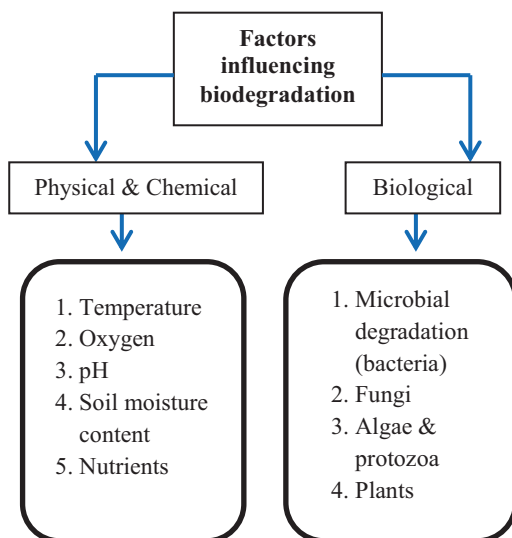 Factors
influencing
biodegradation
Physical & Chemical
Biological
1. Temperature
2. Oxygen
3. pH
4. Soil moisture
content
5. Nutrients
1. Microbial
degradation
(bacteria)
2. Fungi
3. Algae &
protozoa
4. Plants